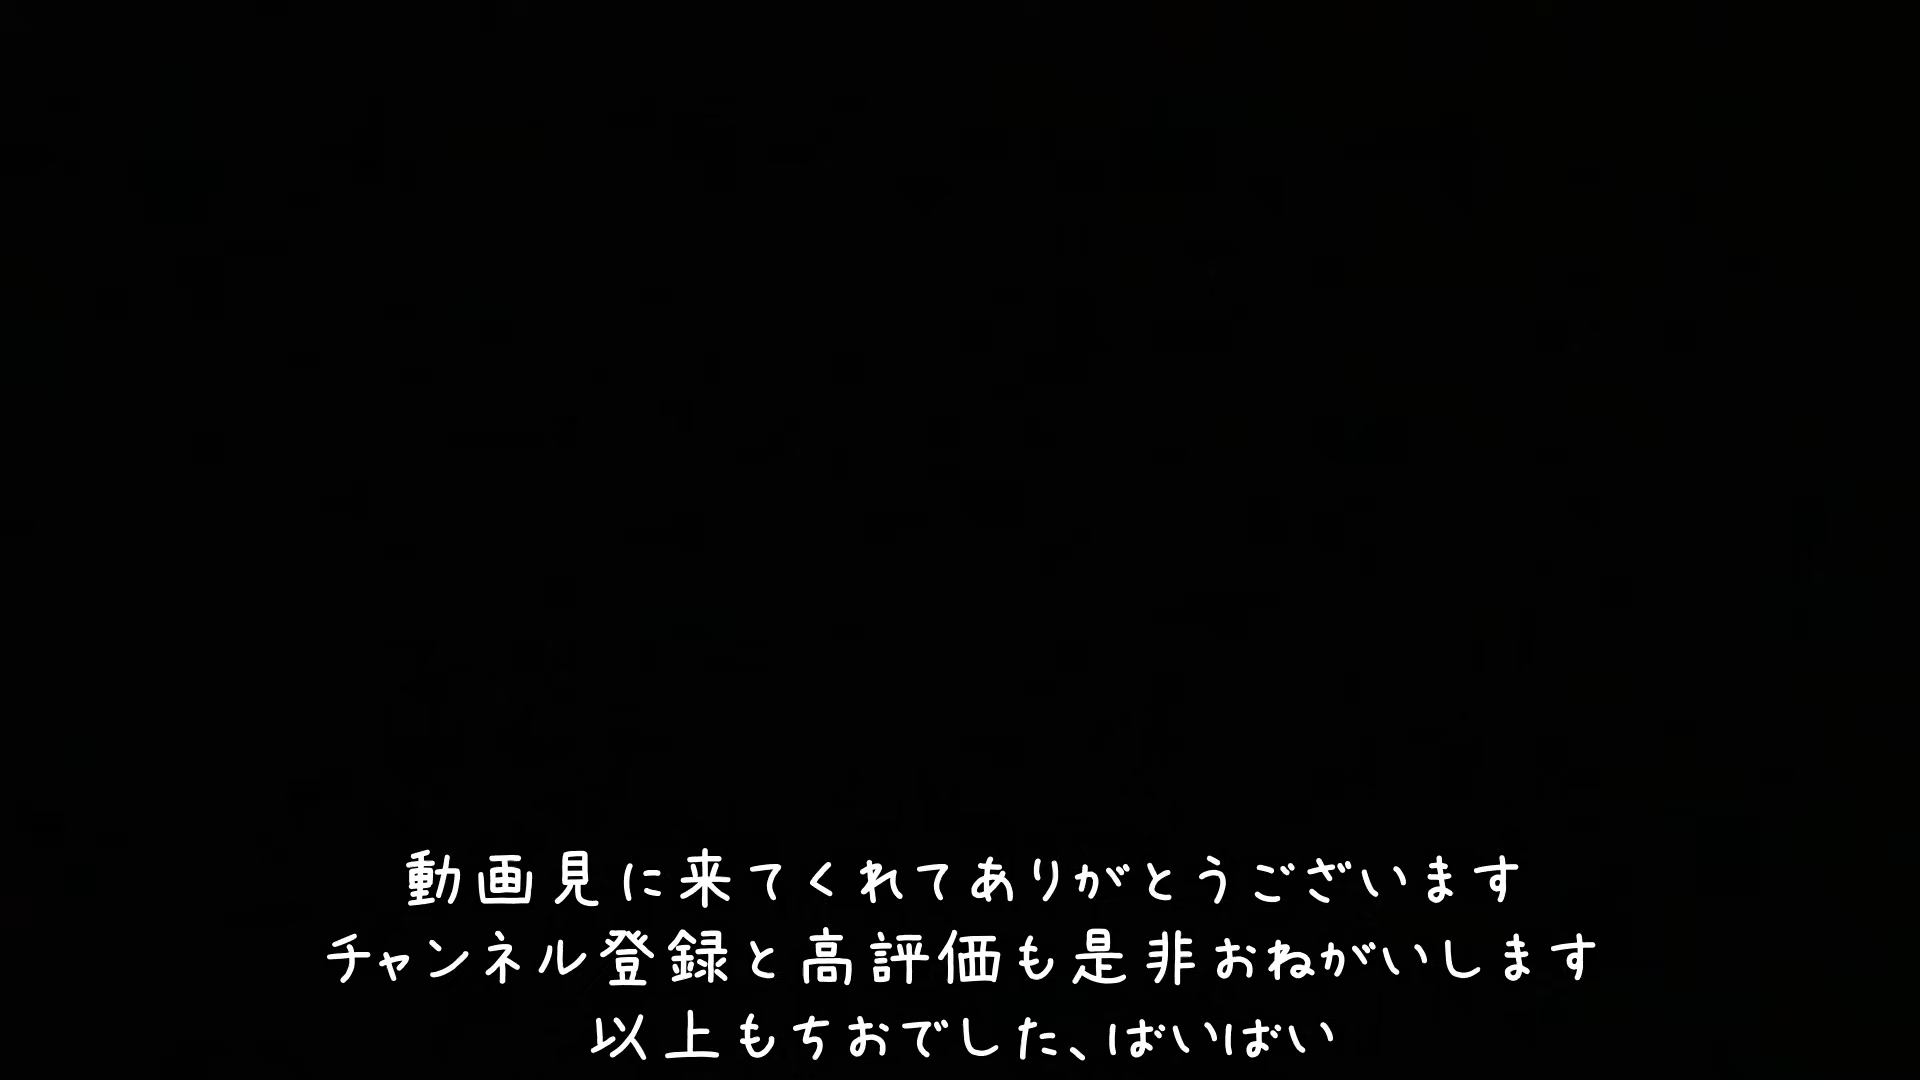 動画見に来てくれてありがとうございます
チャンネル登録と高評価も是非おねがいします
以上もちおでした、ばいばい